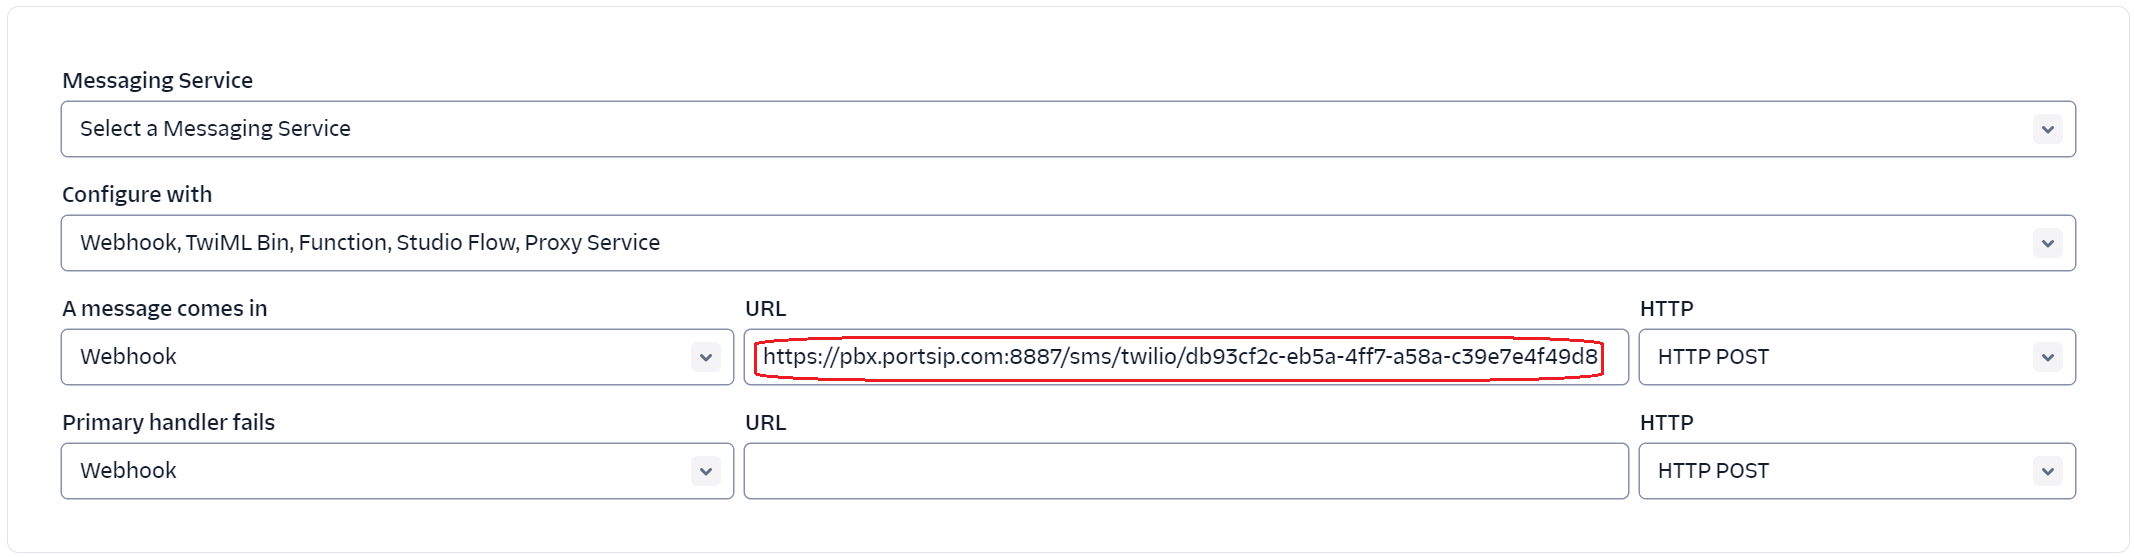 Messaging Service
Select a Messaging Service
Configure with
Webhook, TwiML Bin, Function, Studio Flow, Proxy Service
A message comes in URL HTTP
Webhook https://pbx.portsip.com:8887/sms/twilio/db93cf2c-eb5a-4ff7-a58a-c39e7e4f49d8 HTTP POST
Primary handler fails URL HTTP
Webhook HTTP POST